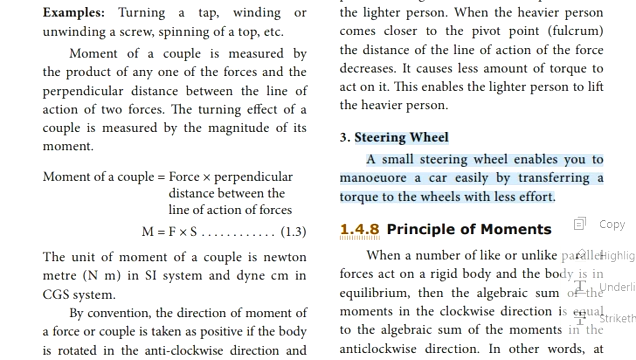 Examples: Turning a tap, winding or
unwinding a screw, spinning of a top, etc.
Moment of a couple is measured by
the product of any one of the forces and the
perpendicular distance between the line of
action of two forces. The turning effect of a
couple is measured by the magnitude of its
moment.
Moment of a couple = Force × perpendicular
distance between the
line of action of forces
M = F × S . . . . . . . . . . . . (1.3)
The unit of moment of a couple is newton
metre (N m) in SI system and dyne cm in
CGS system.
By convention, the direction of moment of
a force or couple is taken as positive if the body
is rotated in the anti-clockwise direction and
the lighter person. When the heavier person
comes closer to the pivot point (fulcrum)
the distance of the line of action of the force
decreases. It causes less amount of torque to
act on it. This enables the lighter person to lift
the heavier person.
3. Steering Wheel
A small steering wheel enables you to
manoeuore a car easily by transferring a
torque to the wheels with less effort.
1.4.8 Principle of Moments
When a number of like or unlike parallel
forces act on a rigid body and the body is in
equilibrium, then the algebraic sum of the
moments in the clockwise direction is equal
to the algebraic sum of the moments in the
anticlockwise direction. In other words, at
Copy
Highlig
Underli
Striketh